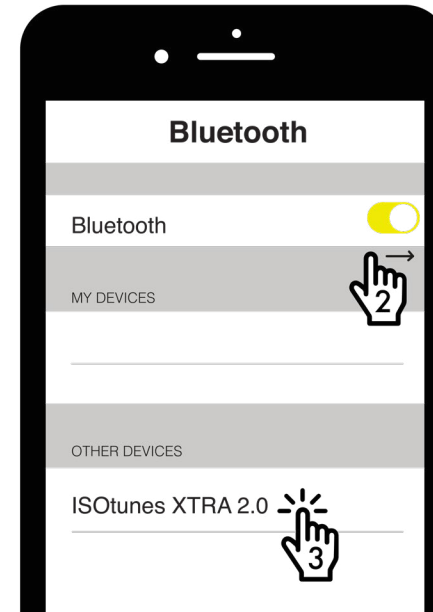 Bluetooth
Bluetooth
2
MY DEVICES
OTHER DEVICES
ISOtunes XTRA 2.0
3